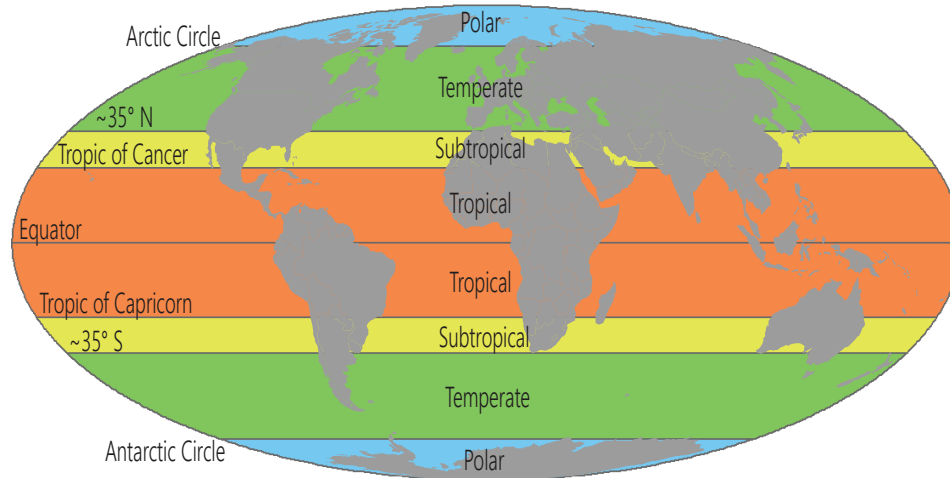 Polar
Arctic Circle
Temperate
~35° N
Subtropical
Tropic of Cancer
Tropical
Equator
Tropical
Tropic of Capricorn
~35° S
Subtropical
Temperate
Antarctic Circle
Polar